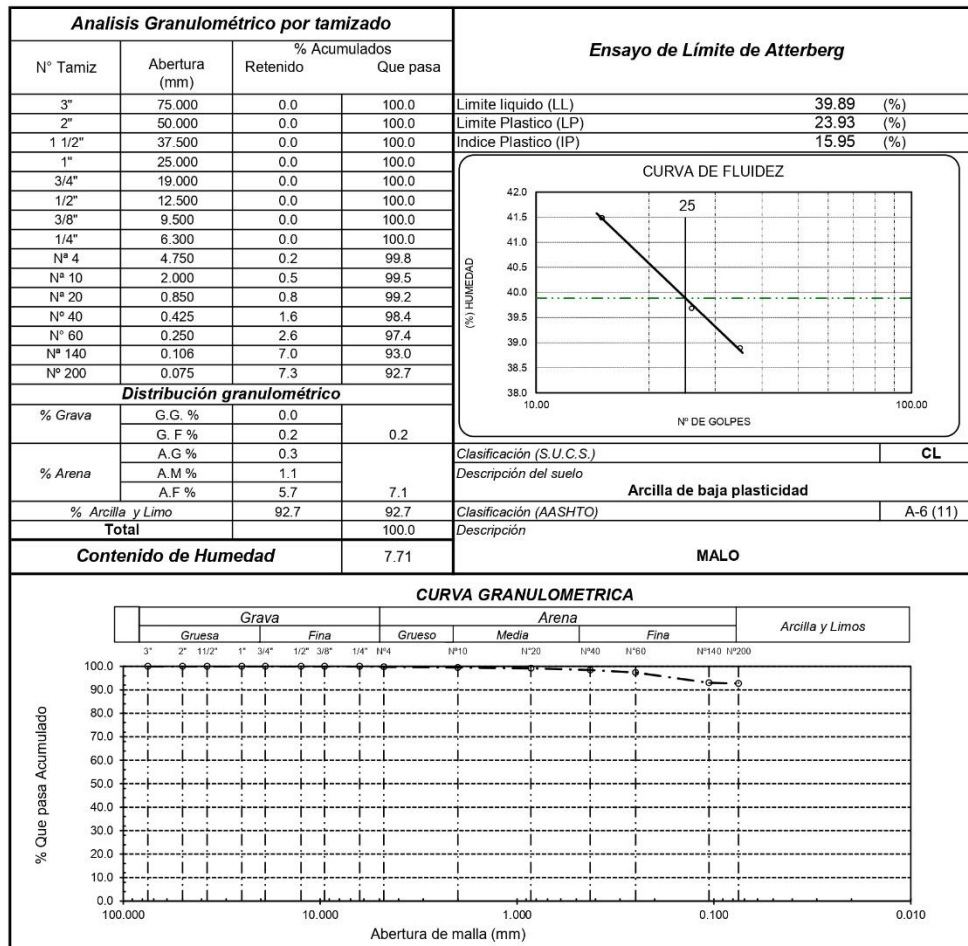 Analisis Granulométrico por tamizado
N° Tamiz Abertura (mm) % Acumulados Retenido Que pasa
3" 75.000 0.0 100.0
2" 50.000 0.0 100.0
1 1/2" 37.500 0.0 100.0
1" 25.000 0.0 100.0
3/4" 19.000 0.0 100.0
1/2" 12.500 0.0 100.0
3/8" 9.500 0.0 100.0
1/4" 6.300 0.0 100.0
Nª 4 4.750 0.2 99.8
Nª 10 2.000 0.5 99.5
Nª 20 0.850 0.8 99.2
Nº 40 0.425 1.6 98.4
N° 60 0.250 2.6 97.4
Nª 140 0.106 7.0 93.0
Nº 200 0.075 7.3 92.7
Distribución granulométrico
% Grava G.G. % 0.0
G. F % 0.2 0.2
A.G % 0.3
% Arena A.M % 1.1
A.F % 5.7 7.1
% Arcilla y Limo 92.7 92.7
Total 100.0
Contenido de Humedad 7.71
Ensayo de Límite de Atterberg
Limite liquido (LL) 39.89 (%)
Limite Plastico (LP) 23.93 (%)
Indice Plastico (IP) 15.95 (%)
CURVA DE FLUIDEZ
25
(%) HUMEDAD
42.0
41.5
41.0
40.5
40.0
39.5
39.0
38.5
38.0
10.00 100.00
Nº DE GOLPES
Clasificación (S.U.C.S.) CL
Descripción del suelo
Arcilla de baja plasticidad
Clasificación (AASHTO) A-6 (11)
Descripción
MALO
CURVA GRANULOMETRICA
Grava Arena Arcilla y Limos
Gruesa Fina Grueso Media Fina
3" 2" 11/2" 1" 3/4" 1/2" 3/8" 1/4" Nº4 Nº10 N°20 Nº40 N°60 Nº140 Nº200
% Que pasa Acumulado
100.0
90.0
80.0
70.0
60.0
50.0
40.0
30.0
20.0
10.0
0.0
100.000 10.000 1.000 0.100 0.010
Abertura de malla (mm)